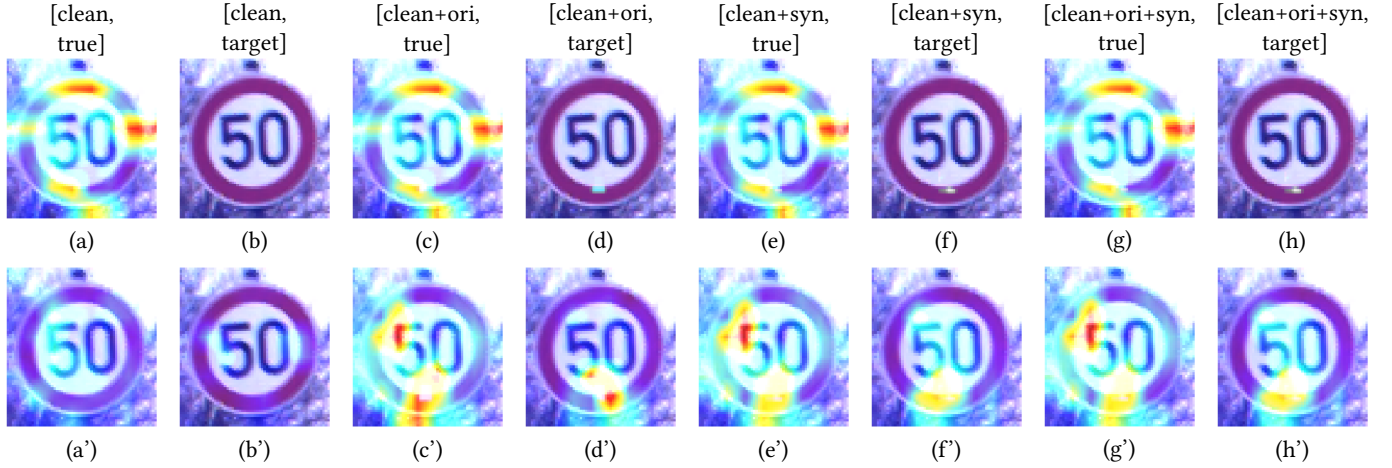 [clean, [clean, [clean+ori, [clean+ori, [clean+syn, [clean+syn, [clean+ori+syn, [clean+ori+syn,
true] target] true] target] true] target] true] target]
50 50 50 50 50 50 50 50
(a) (b) (c) (d) (e) (f) (g) (h)
50 50 50 50 50 50 50 50
(a’) (b’) (c’) (d’) (e’) (f’) (g’) (h’)